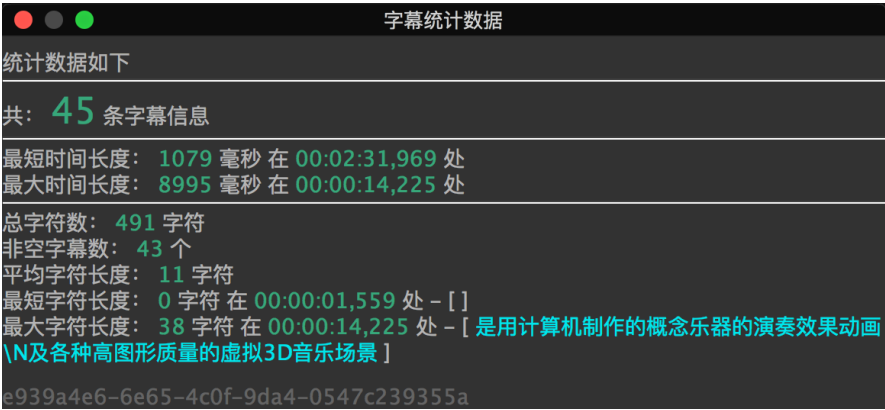 字幕统计数据
统计数据如下
共： 45 条字幕信息
最短时间长度： 1079 毫秒 在 00:02:31,969 处
最大时间长度： 8995 毫秒 在 00:00:14,225 处
总字符数： 491 字符
非空字幕数： 43 个
平均字符长度： 11 字符
最短字符长度： 0 字符 在 00:00:01,559 处 – [ ]
最大字符长度： 38 字符 在 00:00:14,225 处 – [ 是用计算机制作的概念乐器的演奏效果动画
\N及各种高图形质量的虚拟3D音乐场景 ]
e939a4e6-6e65-4c0f-9da4-0547c239355a